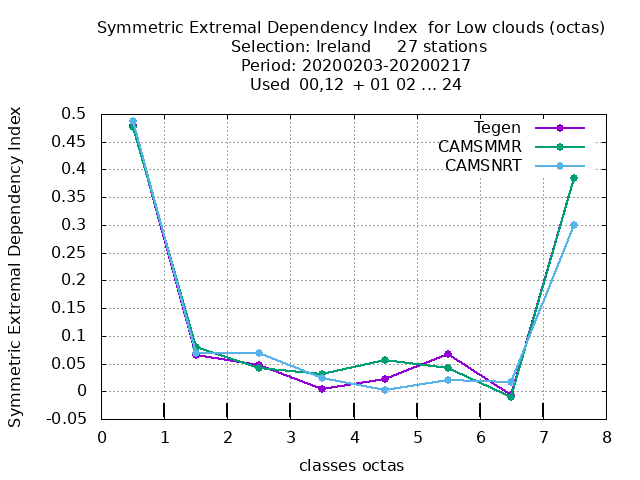 Symmetric Extremal Dependency Index  for Low clouds (octas)
Selection: Ireland     27 stations
Period: 20200203-20200217
Used  00,12  + 01 02 ... 24
Symmetric Extremal Dependency Index
0.5
0.45
0.4
0.35
0.3
0.25
0.2
0.15
0.1
0.05
0
-0.05
Tegen
CAMSMMR
CAMSNRT
0 1 2 3 4 5 6 7 8
classes octas